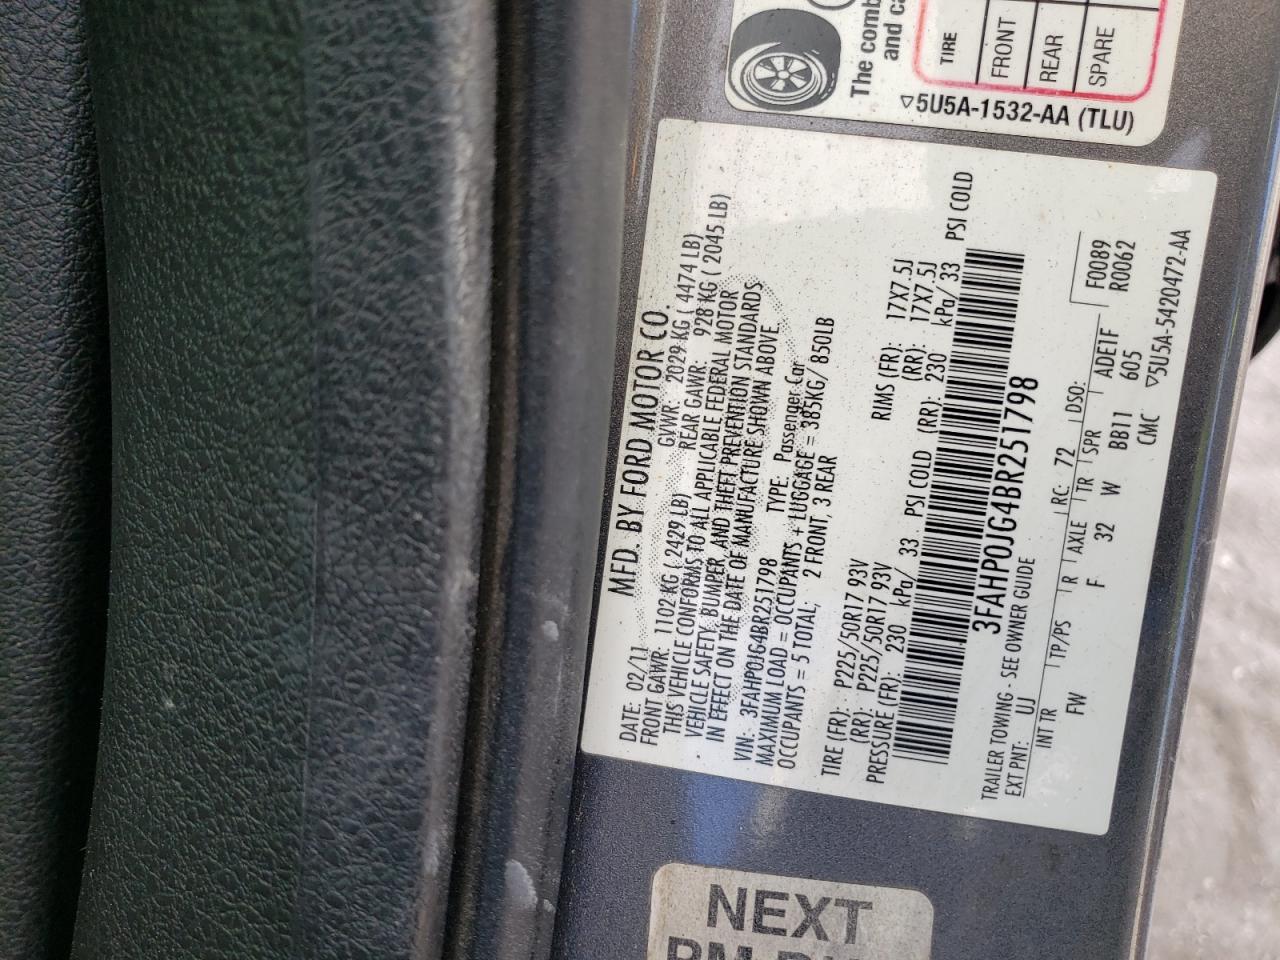 The comb
and ca
TIRE
FRONT
REAR
SPARE
▽5U5A-1532-AA (TLU)
MFD. BY FORD MOTOR CO.
DATE: 02/11 GVWR: 2029 KG ( 4474 LB)
FRONT GAWR: 1102 KG ( 2429 LB) REAR GAWR: 928 KG ( 2045 LB)
THIS VEHICLE CONFORMS TO ALL APPLICABLE FEDERAL MOTOR
VEHICLE SAFETY, BUMPER, AND THEFT PREVENTION STANDARDS
IN EFFECT ON THE DATE OF MANUFACTURE SHOWN ABOVE.
VIN: 3FAHP0JG4BR251798 TYPE: Passenger Car
MAXIMUM LOAD = OCCUPANTS + LUGGAGE = 385KG/ 850LB
OCCUPANTS = 5 TOTAL; 2 FRONT, 3 REAR
TIRE (FR): P225/50R17 93V RIMS (FR): 17X7.5J
(RR): P225/50R17 93V (RR): 17X7.5J
PRESSURE (FR): 230 kPa/ 33 PSI COLD (RR): 230 kPa/ 33 PSI COLD
3FAHP0JG4BR251798
TRAILER TOWING - SEE OWNER GUIDE
EXT PNT: UJ RC: 72 DSO: F0089
R0062
INT TR TP/PS R AXLE TR SPR ADE1F
FW F 32 W BB11 605
CMC ▽5U5A-5420472-AA
NEXT